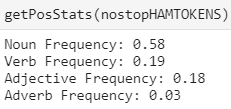 getPosStats(nostopHAMTOKENS)
Noun Frequency: 0.58
Verb Frequency: 0.19
Adjective Frequency: 0.18
Adverb Frequency: 0.03